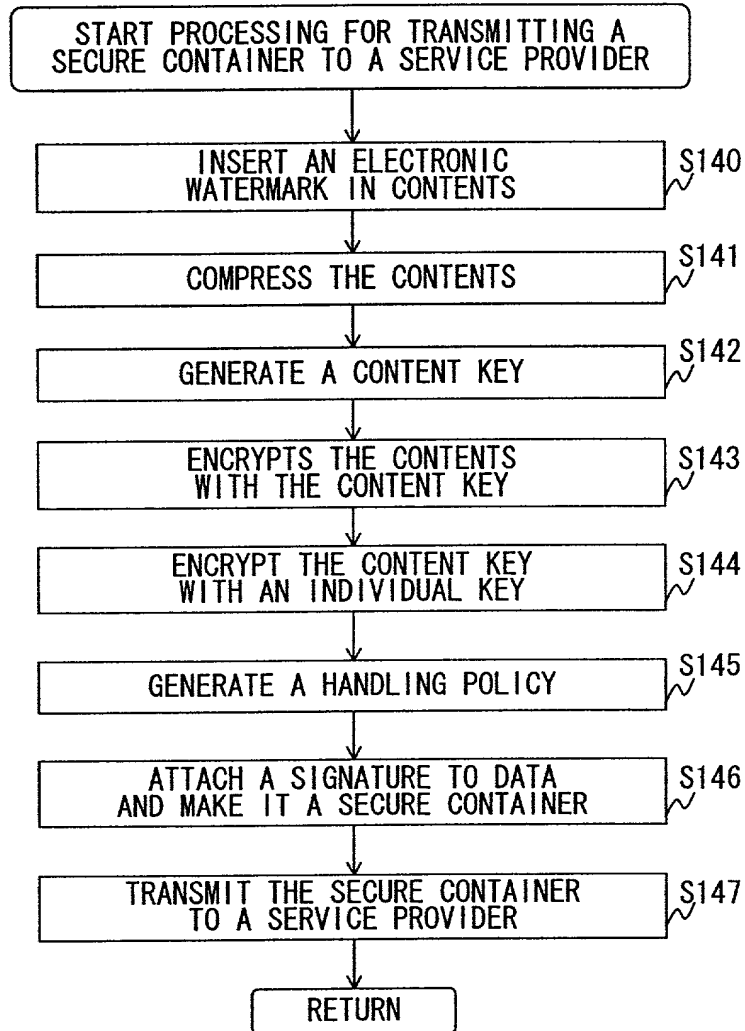 START PROCESSING FOR TRANSMITTING A
SECURE CONTAINER TO A SERVICE PROVIDER
INSERT AN ELECTRONIC
WATERMARK IN CONTENTS
S140
COMPRESS THE CONTENTS
S141
GENERATE A CONTENT KEY
S142
ENCRYPTS THE CONTENTS
WITH THE CONTENT KEY
S143
ENCRYPT THE CONTENT KEY
WITH AN INDIVIDUAL KEY
S144
GENERATE A HANDLING POLICY
S145
ATTACH A SIGNATURE TO DATA
AND MAKE IT A SECURE CONTAINER
S146
TRANSMIT THE SECURE CONTAINER
TO A SERVICE PROVIDER
S147
RETURN